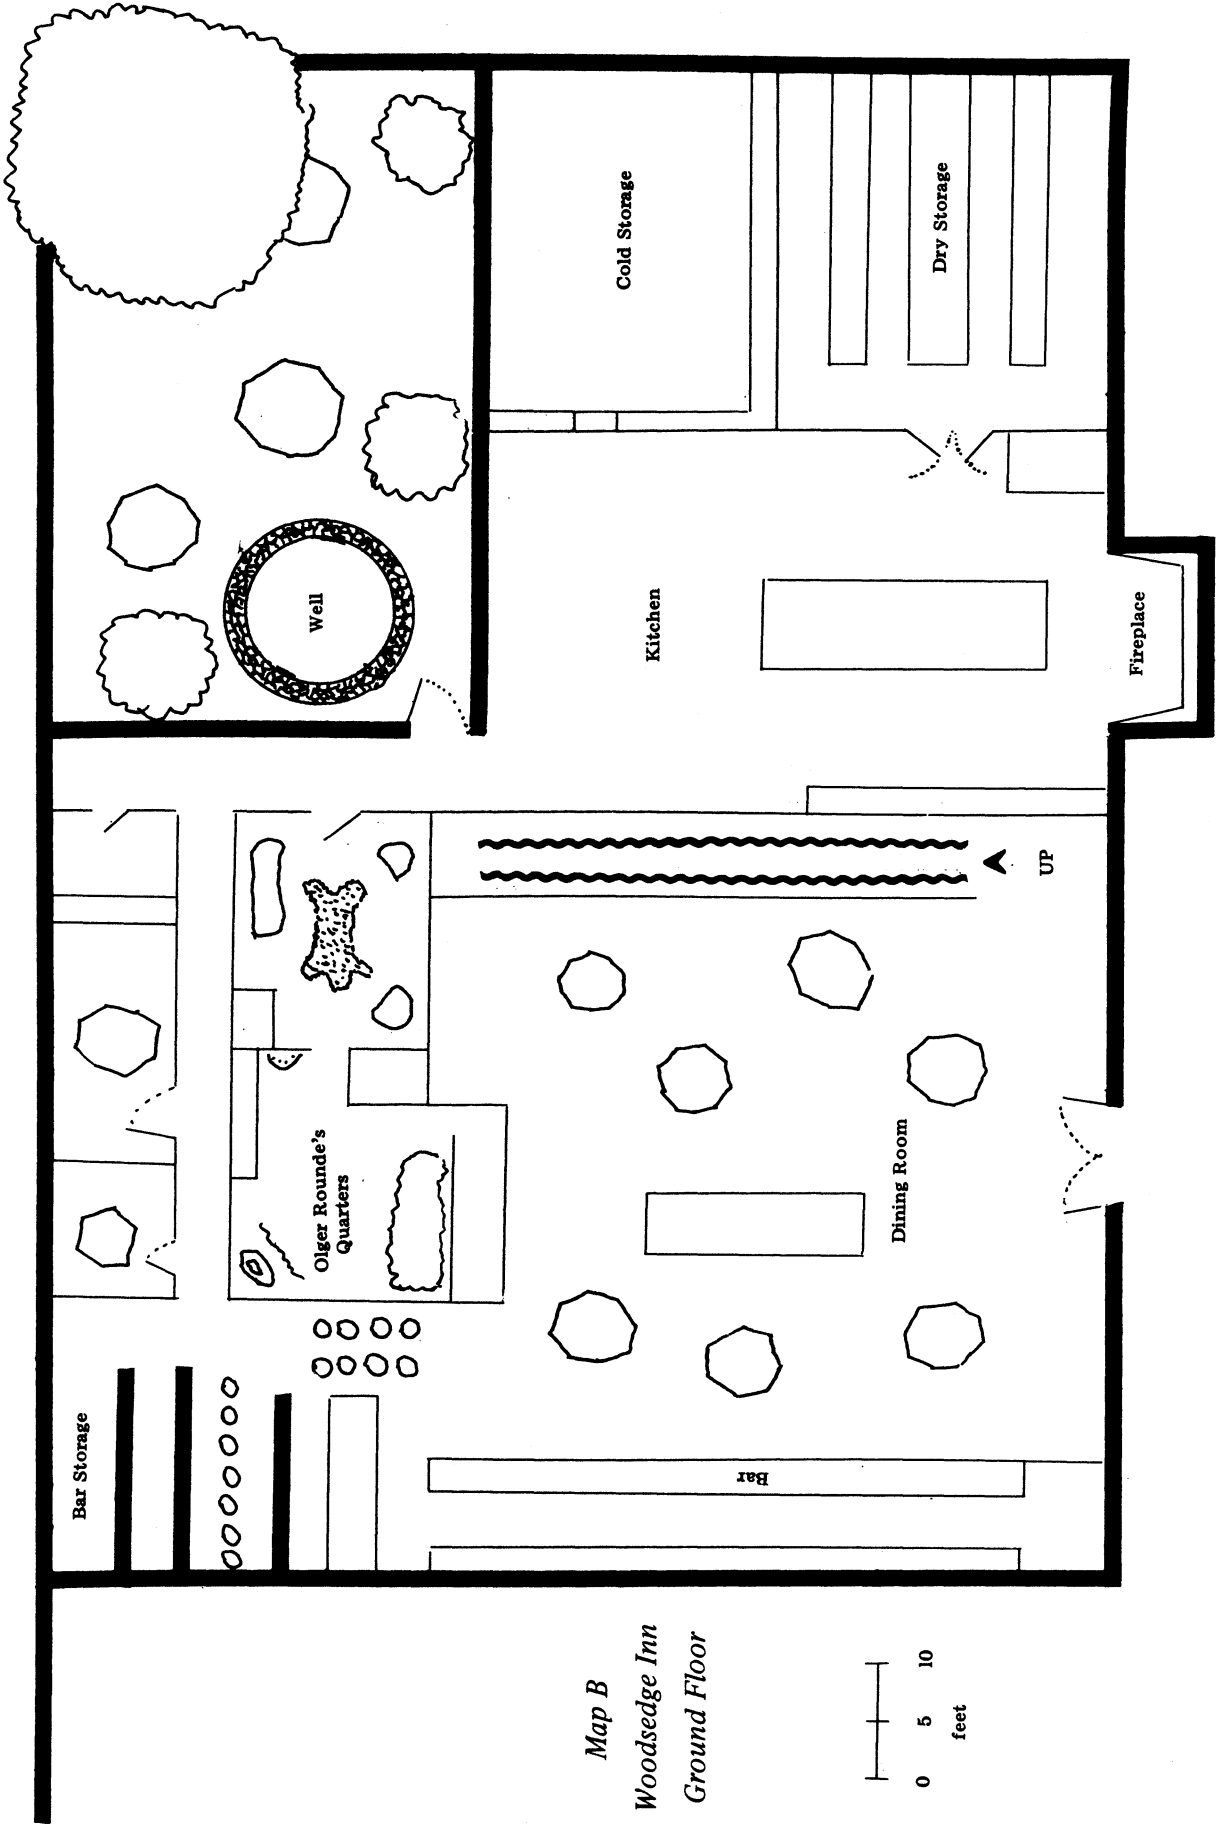 Map B
Woodsedge Inn
Ground Floor
0 5 10
feet
Bar Storage
Bar
Olger Rounde's
Quarters
Dining Room
UP
Well
Kitchen
Fireplace
Cold Storage
Dry Storage